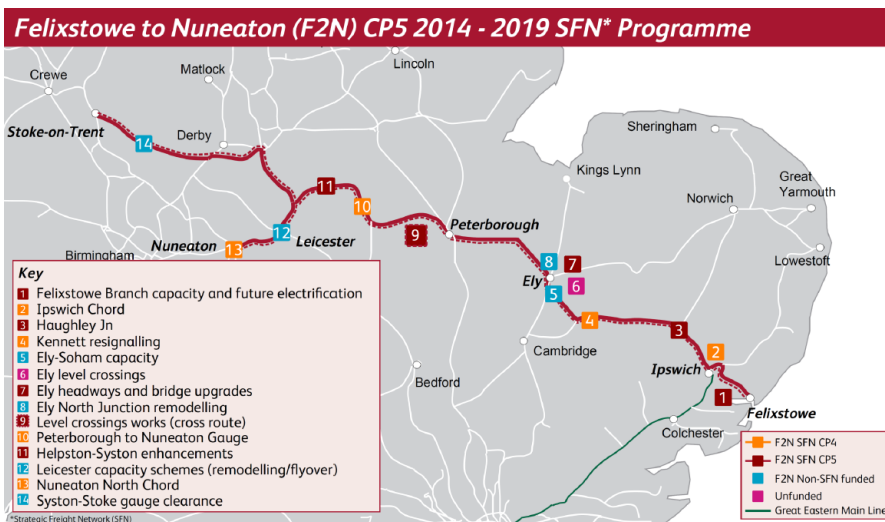 Felixstowe to Nuneaton (F2N) CP5 2014 - 2019 SFN* Programme
Lincoln
Matlock
Crewe
Stoke-on-Trent
14
Derby
Sheringham
Kings Lynn
Great
Yarmouth
Norwich
11
10
Peterborough
9
12
Nuneaton
13
Leicester
Birmingham
Lowestoft
8
7
Ely
6
5
4
3
Cambridge
2
Ipswich
Bedford
1
Felixstowe
Colchester
Key
1 Felixstowe Branch capacity and future electrification
2 Ipswich Chord
3 Haughley Jn
4 Kennett resignalling
5 Ely-Soham capacity
6 Ely level crossings
7 Ely headways and bridge upgrades
8 Ely North Junction remodelling
9 Level crossings works (cross route)
10 Peterborough to Nuneaton Gauge
11 Helpston-Syston enhancements
12 Leicester capacity schemes (remodelling/flyover)
13 Nuneaton North Chord
14 Syston-Stoke gauge clearance
*Strategic Freight Network (SFN)
F2N SFN CP4
F2N SFN CP5
F2N Non-SFN funded
Unfunded
Great Eastern Main Line